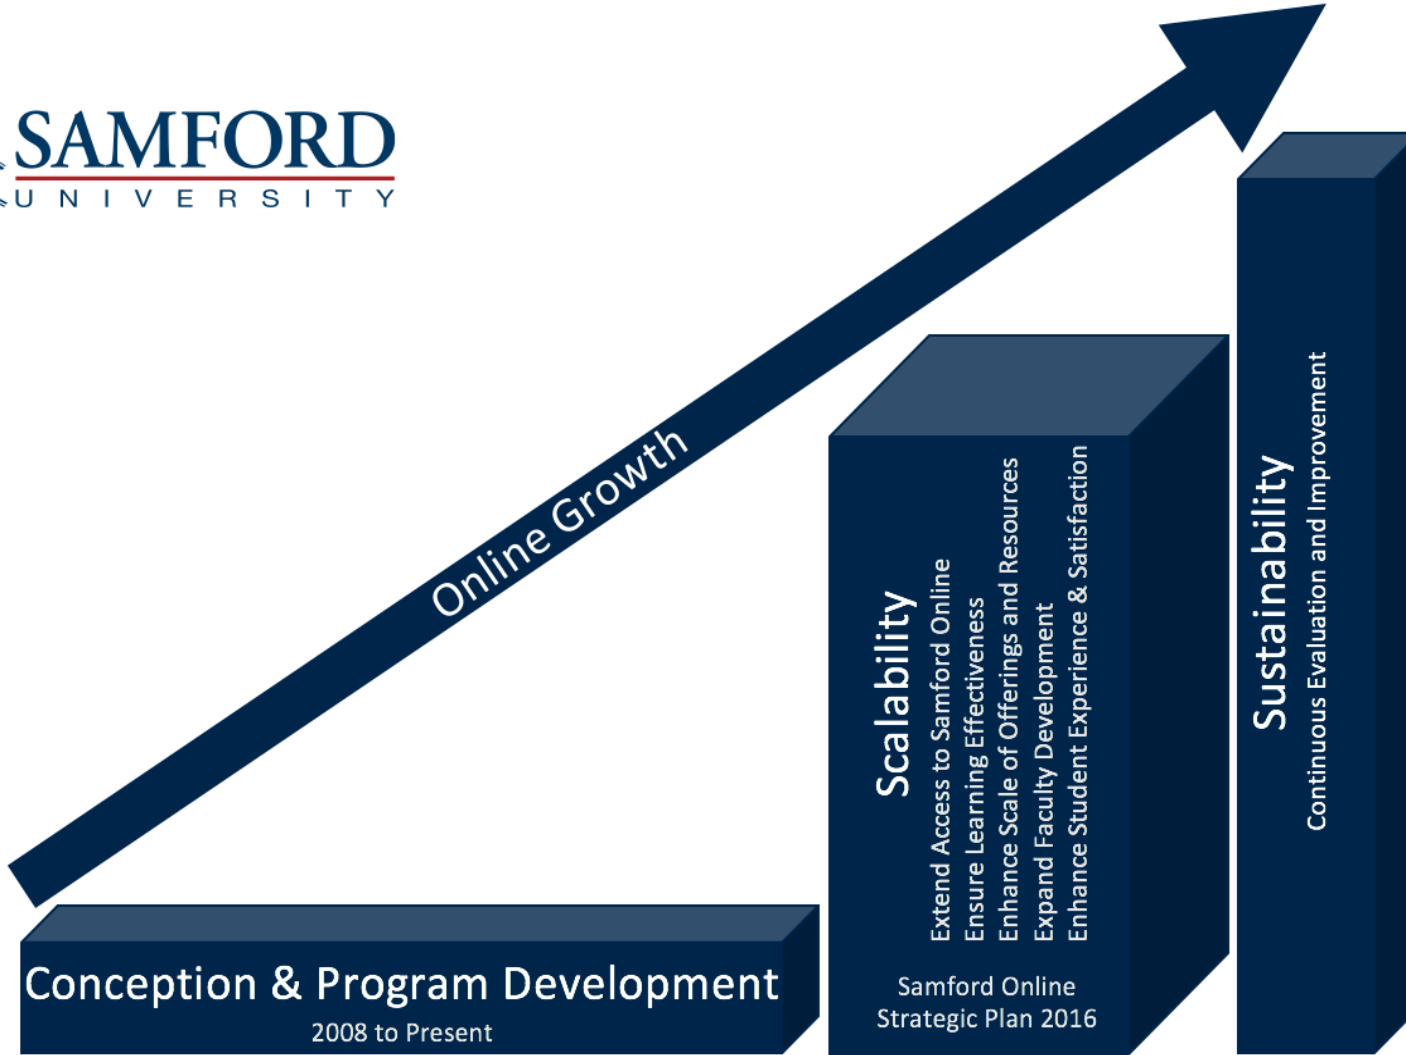 SAMFORD
UNIVERSITY
Online Growth
Conception & Program Development
2008 to Present
Scalability
Extend Access to Samford Online
Ensure Learning Effectiveness
Enhance Scale of Offerings and Resources
Expand Faculty Development
Enhance Student Experience & Satisfaction
Samford Online
Strategic Plan 2016
Sustainability
Continuous Evaluation and Improvement